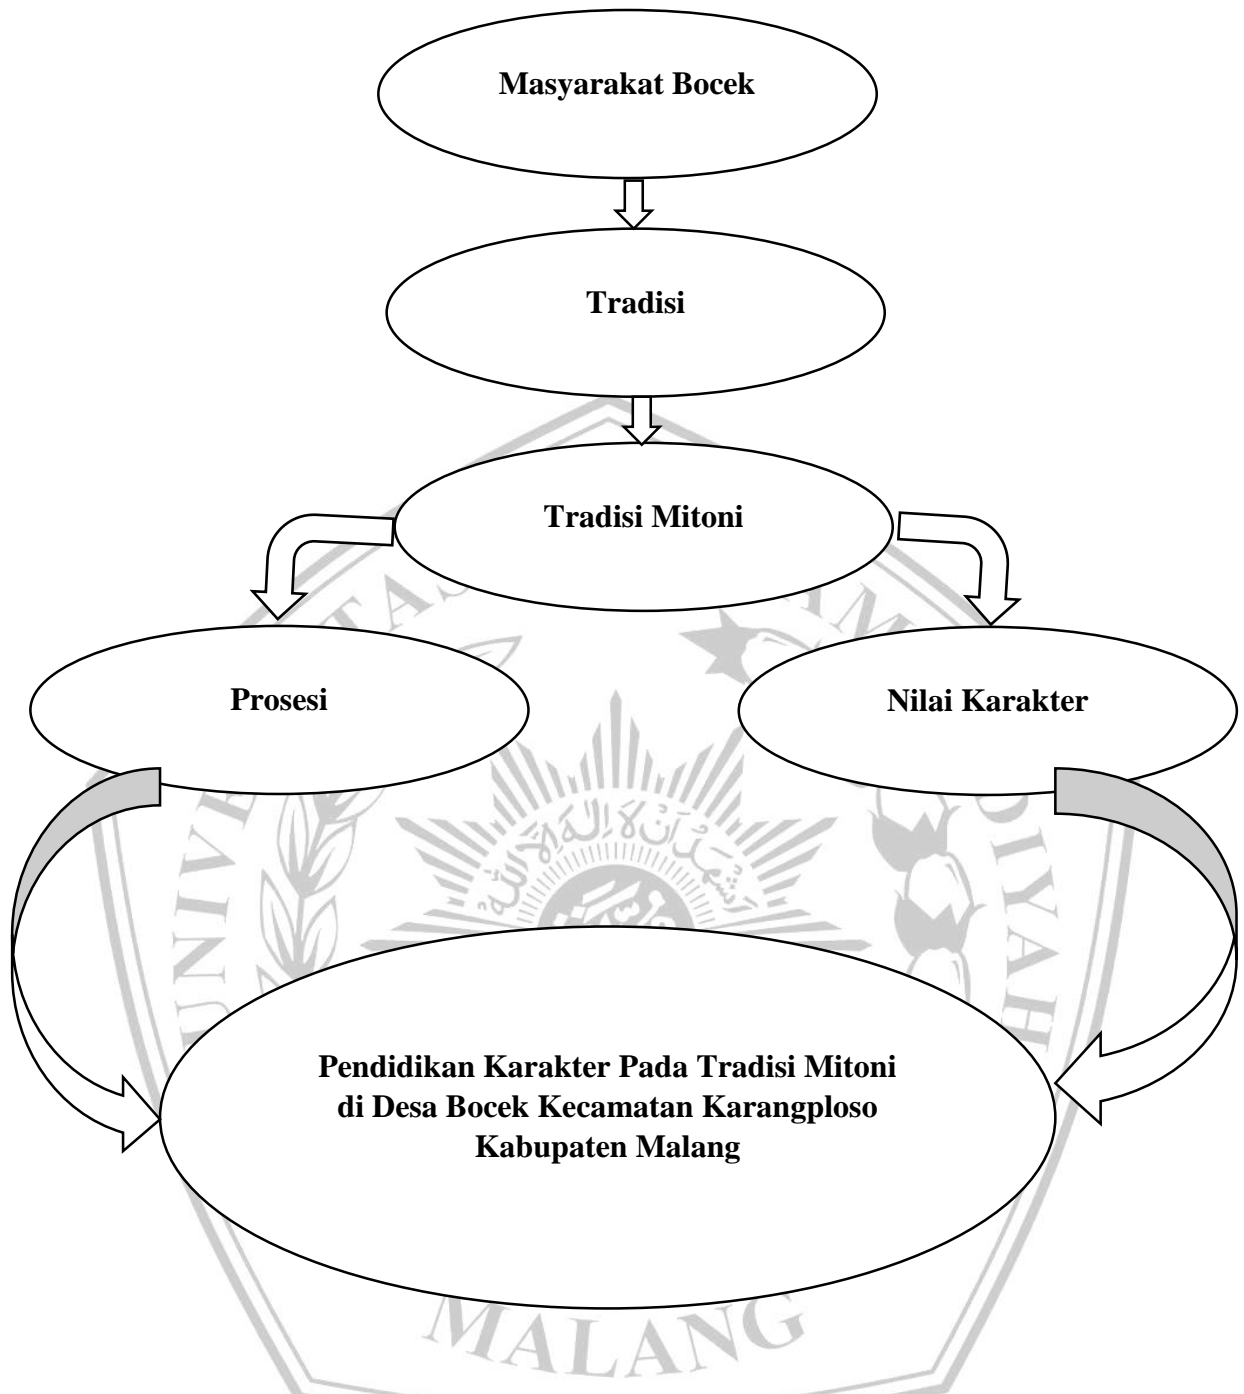 Masyarakat Bocek
Tradisi
Tradisi Mitoni
Prosesi
Nilai Karakter
Pendidikan Karakter Pada Tradisi Mitoni
di Desa Bocek Kecamatan Karangploso
Kabupaten Malang
MALANG